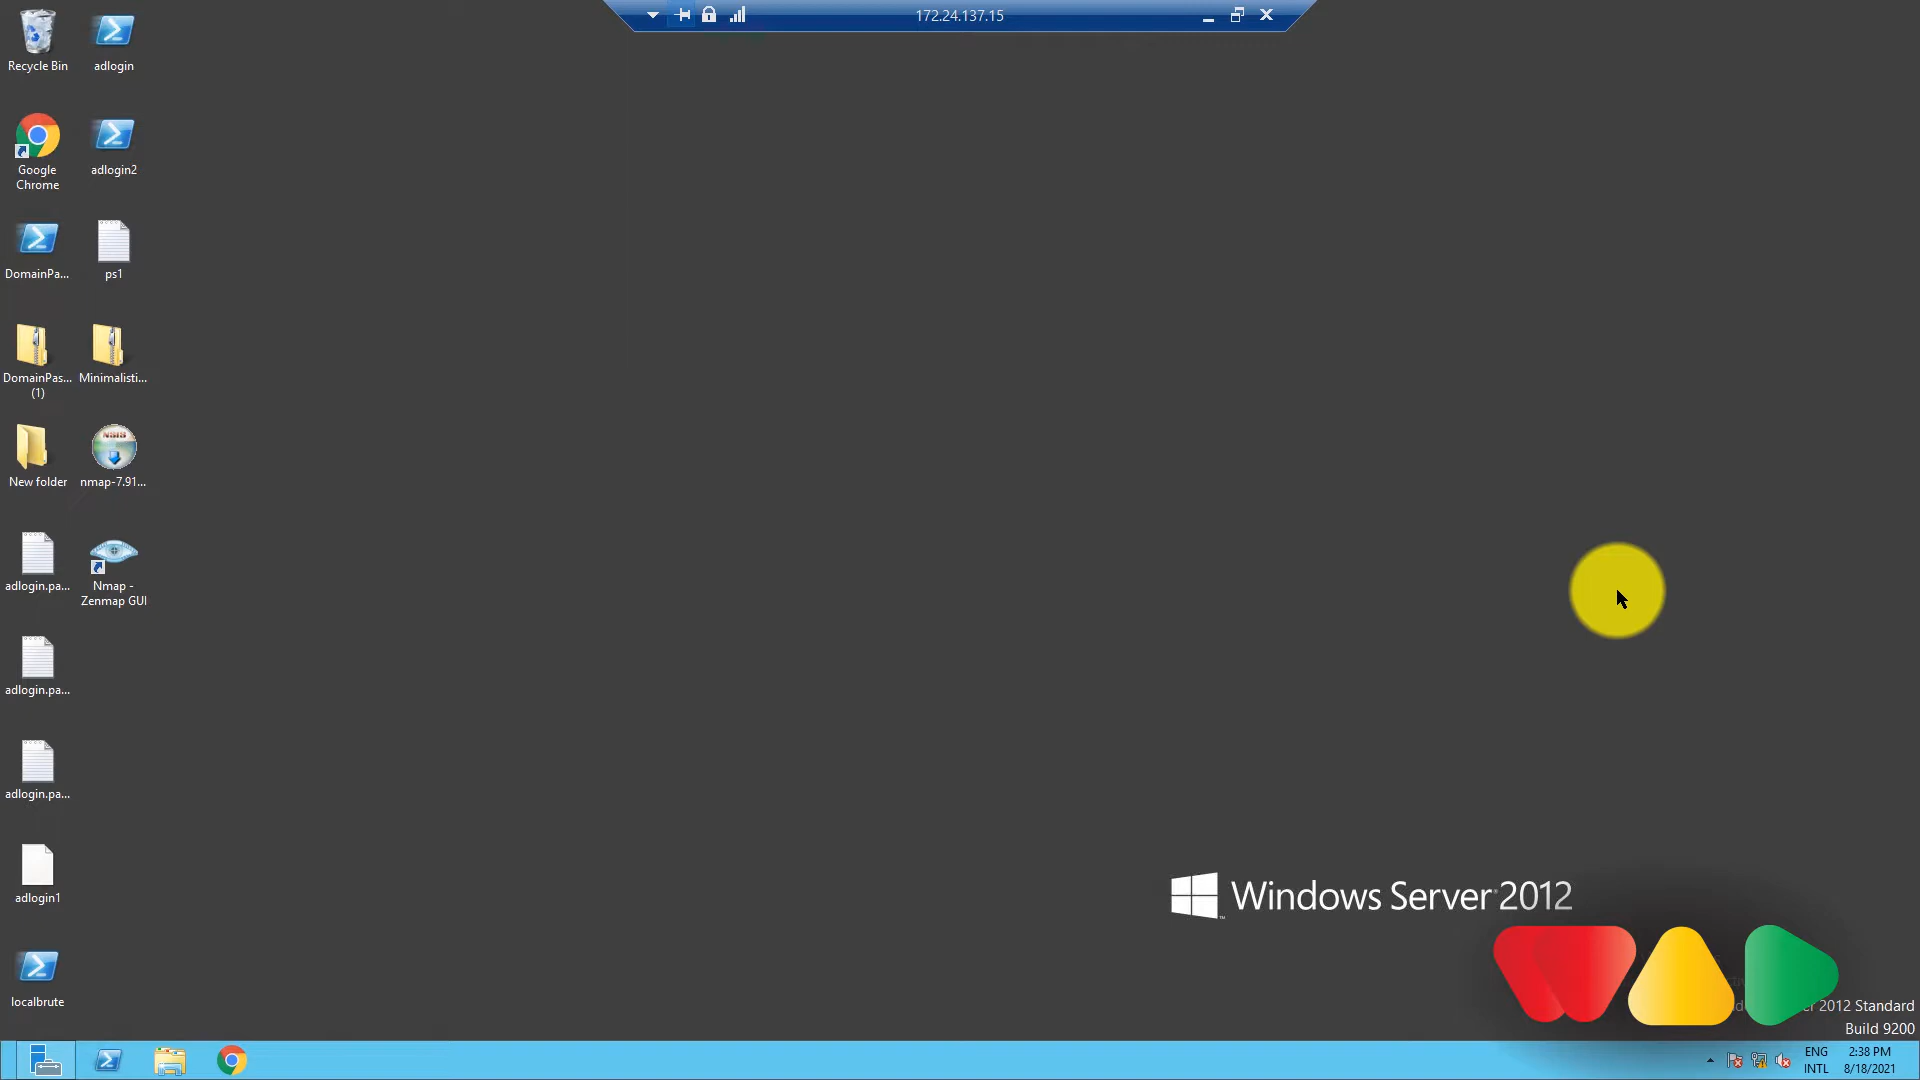 172.24.137.15
Recycle Bin
adlogin
Google
Chrome
adlogin2
DomainPa...
ps1
DomainPas...
(1)
Minimalisti...
New folder
nmap-7.91...
adlogin.pa...
Nmap -
Zenmap GUI
adlogin.pa...
adlogin.pa...
adlogin1
localbrute
Windows Server 2012
2012 Standard
Build 9200
ENG
INTL
2:38 PM
8/18/2021